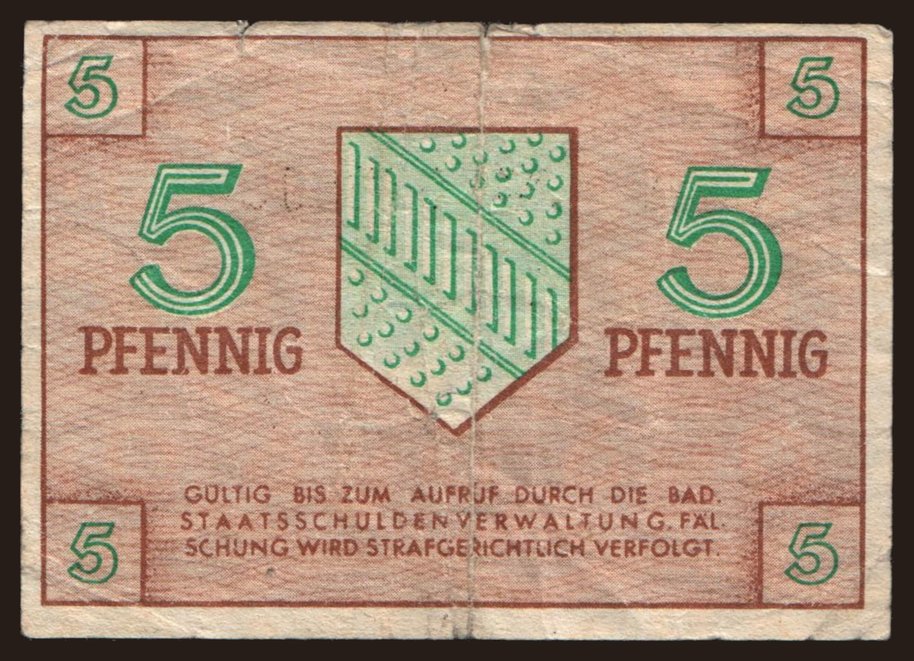 5 5
5 5
PFENNIG PFENNIG
GÜLTIG BIS ZUM AUFRUF DURCH DIE BAD.
STAATSSCHULDENVERWALTUNG. FÄL-
SCHUNG WIRD STRAFGERICHTLICH VERFOLGT.
5 5